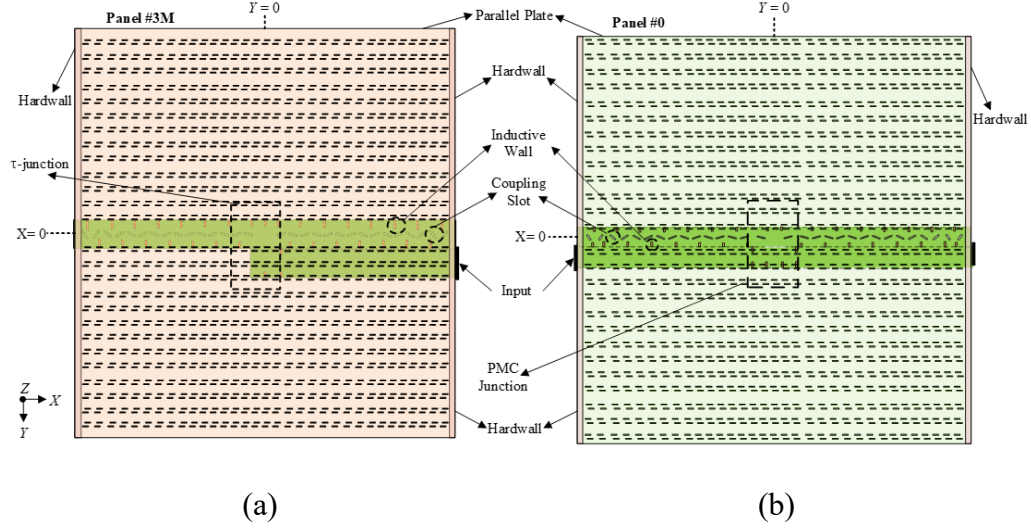 Y = 0
Panel #3M
Parallel Plate
Y = 0
Panel #0
Hardwall
Hardwall
Hardwall
Inductive
Wall
τ-junction
Coupling
Slot
X= 0
X= 0
Input
PMC
Junction
Z
X
Y
Hardwall
(a)
(b)